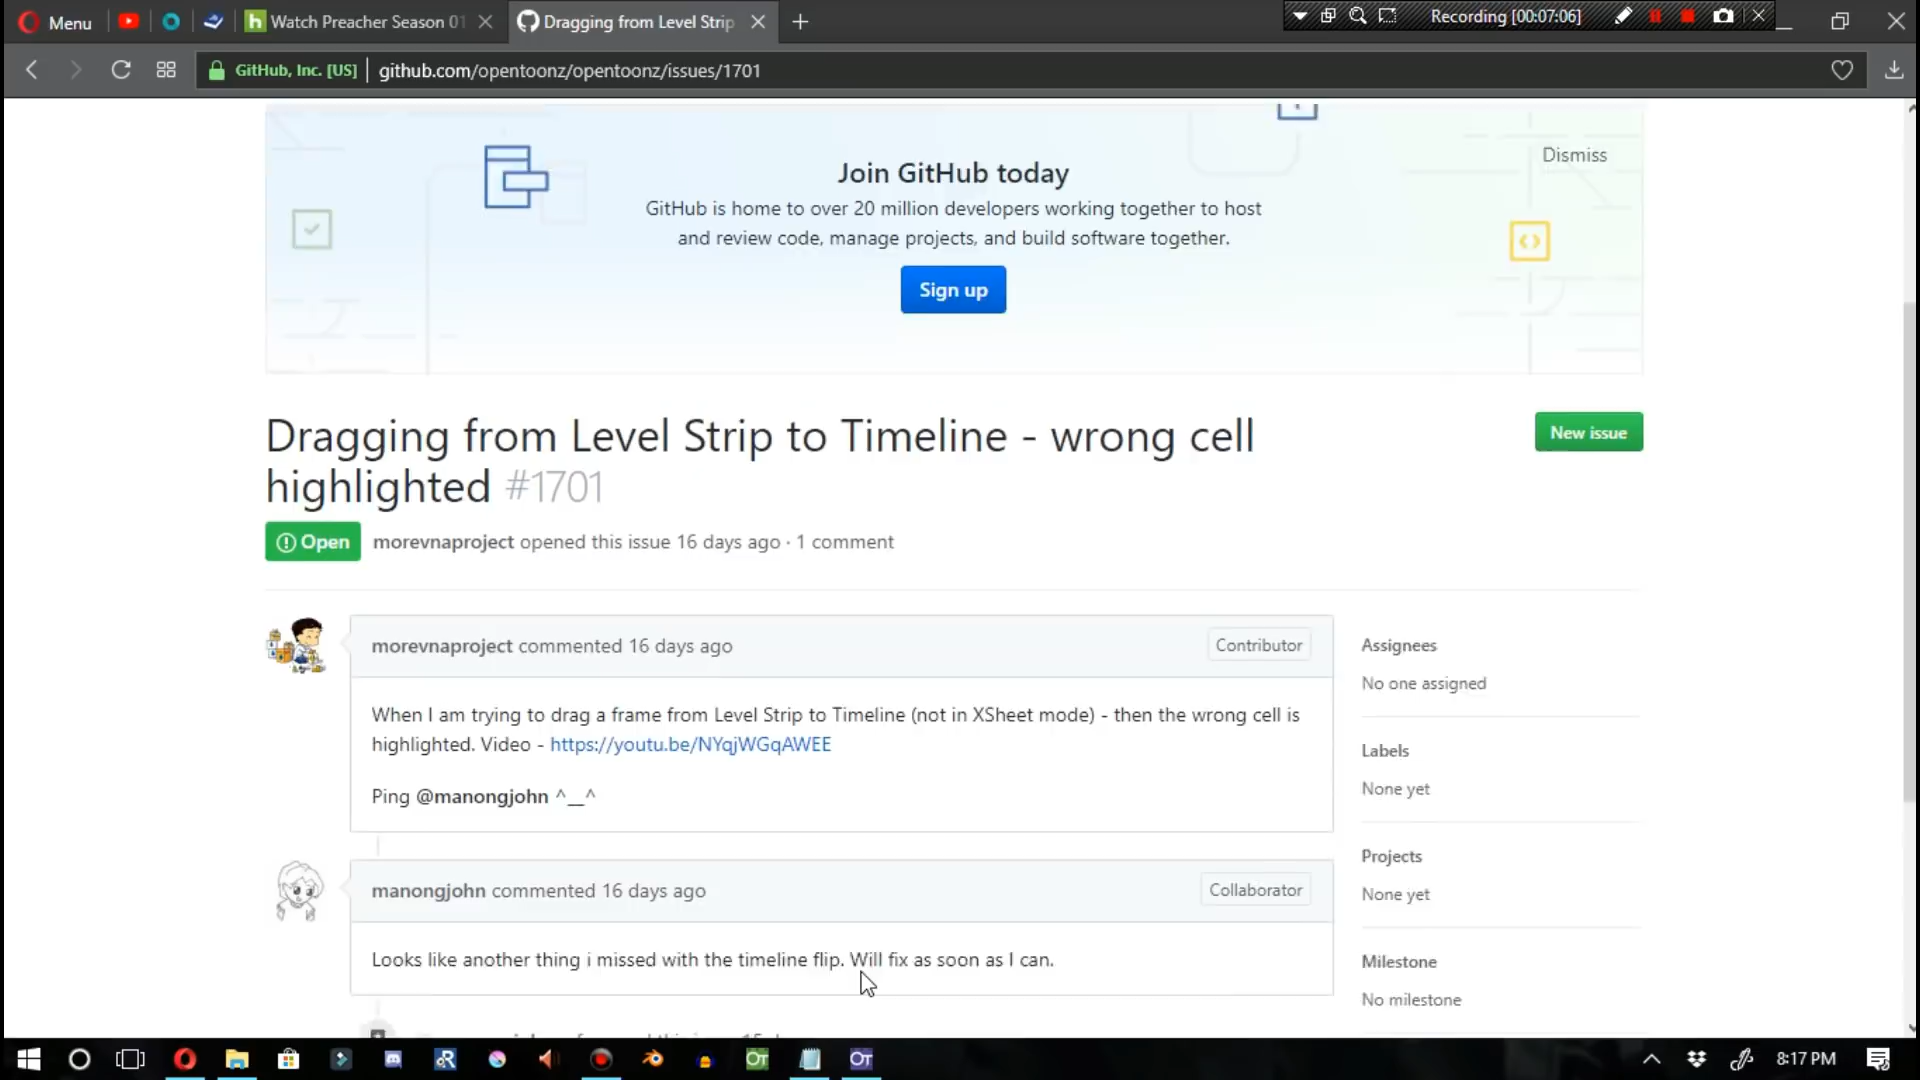 Menu
Watch Preacher Season 01
Dragging from Level Strip
Recording [00:07:06]
GitHub, Inc. [US]
github.com/opentoonz/opentoonz/issues/1701
Join GitHub today
Dismiss
GitHub is home to over 20 million developers working together to host
and review code, manage projects, and build software together.
Sign up
Dragging from Level Strip to Timeline - wrong cell
highlighted #1701
New issue
Open
morevnaproject opened this issue 16 days ago · 1 comment
morevnaproject commented 16 days ago
Contributor
When I am trying to drag a frame from Level Strip to Timeline (not in XSheet mode) - then the wrong cell is
highlighted. Video - https://youtu.be/NYqjWGqAWEE
Ping @manongjohn ^__^
Assignees
No one assigned
Labels
None yet
Projects
None yet
manongjohn commented 16 days ago
Collaborator
Looks like another thing i missed with the timeline flip. Will fix as soon as I can.
Milestone
No milestone
OT
OT
8:17 PM